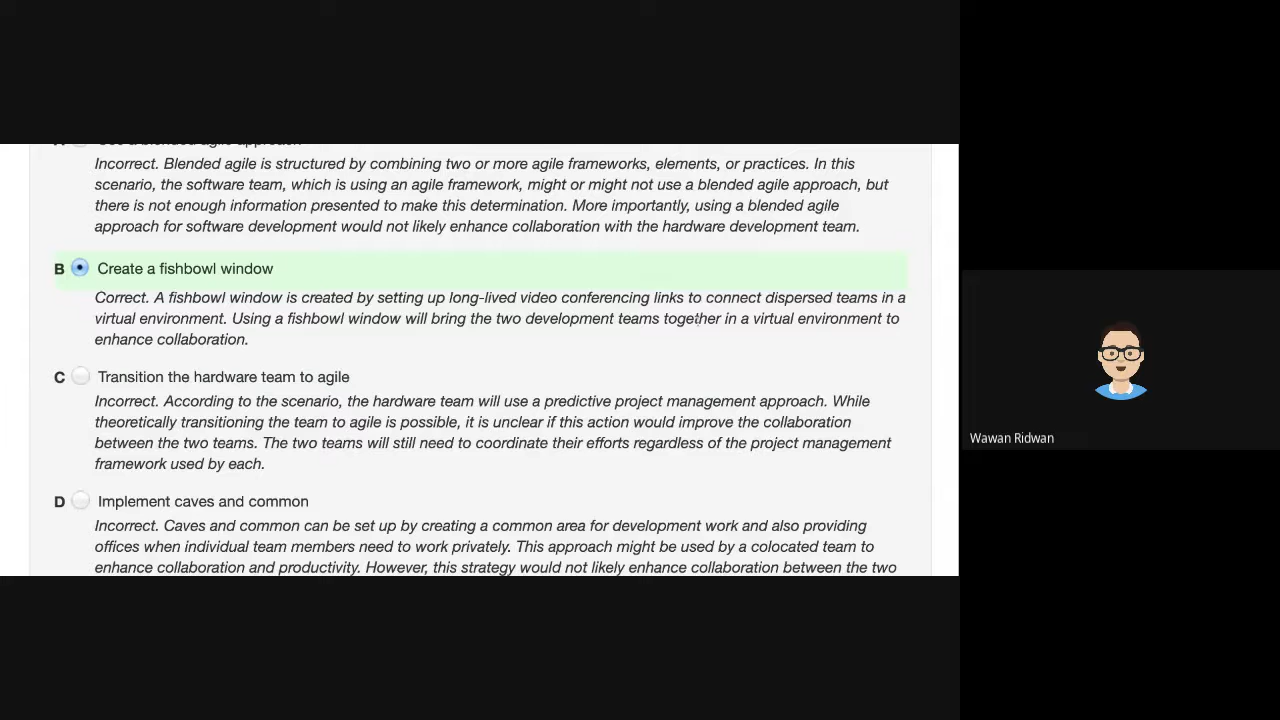 Incorrect. Blended agile is structured by combining two or more agile frameworks, elements, or practices. In this
scenario, the software team, which is using an agile framework, might or might not use a blended agile approach, but
there is not enough information presented to make this determination. More importantly, using a blended agile
approach for software development would not likely enhance collaboration with the hardware development team.
B Create a fishbowl window
Correct. A fishbowl window is created by setting up long-lived video conferencing links to connect dispersed teams in a
virtual environment. Using a fishbowl window will bring the two development teams together in a virtual environment to
enhance collaboration.
C Transition the hardware team to agile
Incorrect. According to the scenario, the hardware team will use a predictive project management approach. While
theoretically transitioning the team to agile is possible, it is unclear if this action would improve the collaboration
between the two teams. The two teams will still need to coordinate their efforts regardless of the project management
framework used by each.
D Implement caves and common
Incorrect. Caves and common can be set up by creating a common area for development work and also providing
offices when individual team members need to work privately. This approach might be used by a colocated team to
enhance collaboration and productivity. However, this strategy would not likely enhance collaboration between the two
Wawan Ridwan